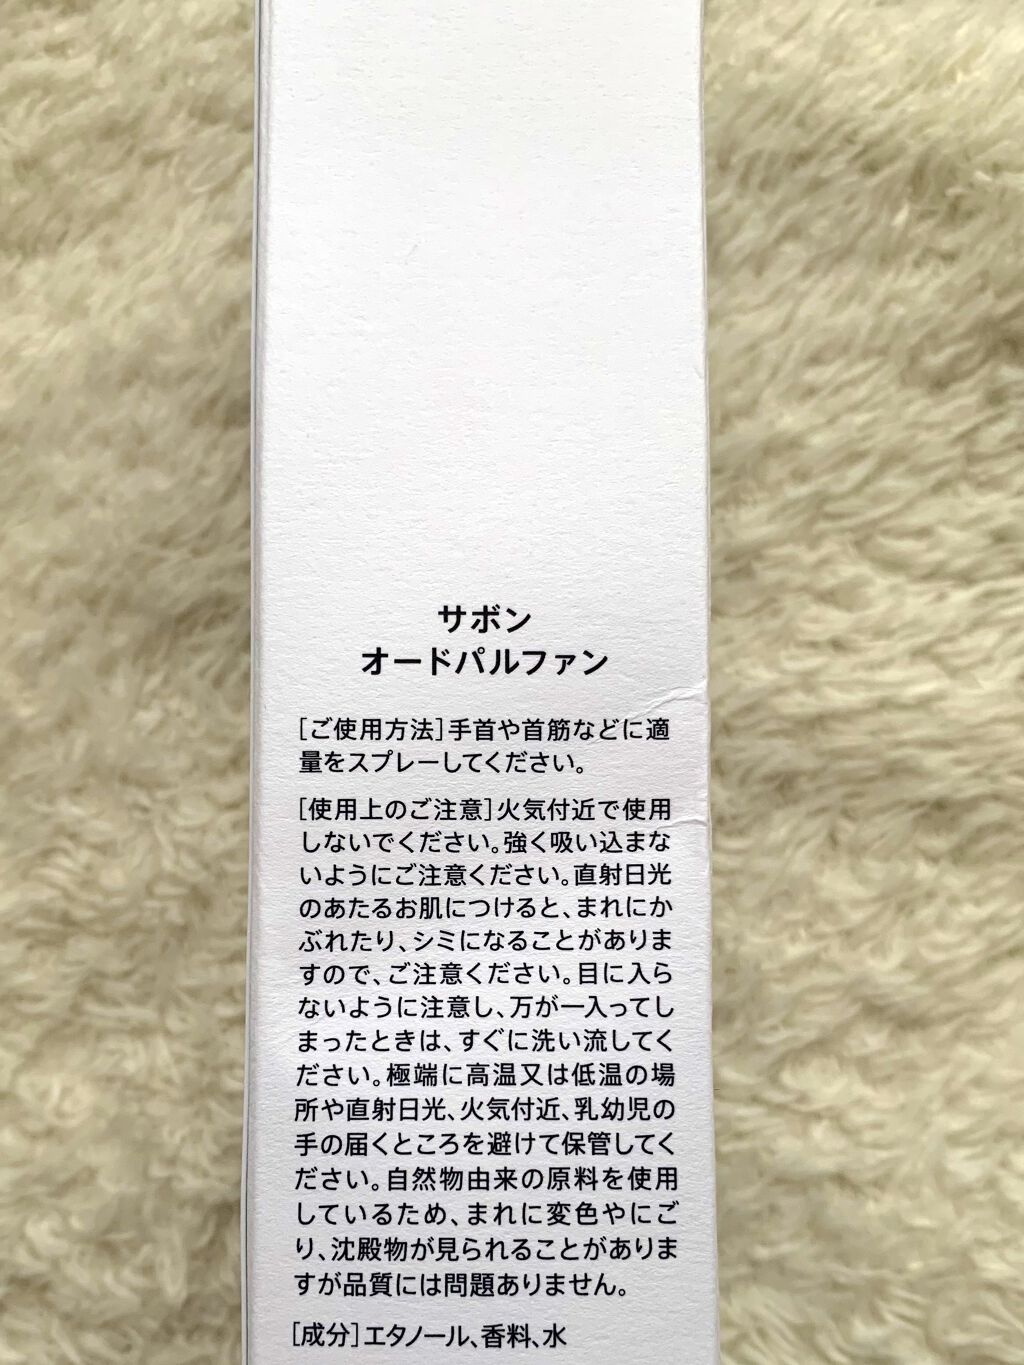 サボン
オードパルファン
［ご使用方法］手首や首筋などに適
量をスプレーしてください。
［使用上のご注意］火気付近で使用
しないでください。強く吸い込まな
いようにご注意ください。直射日光
のあたるお肌につけると、まれにか
ぶれたり、シミになることがありま
すので、ご注意ください。目に入ら
ないように注意し、万が一入ってし
まったときは、すぐに洗い流してく
ださい。極端に高温又は低温の場
所や直射日光、火気付近、乳幼児の
手の届くところを避けて保管してく
ださい。自然物由来の原料を使用
しているため、まれに変色やにご
り、沈殿物が見られることがありま
すが品質には問題ありません。
［成分］エタノール、香料、水